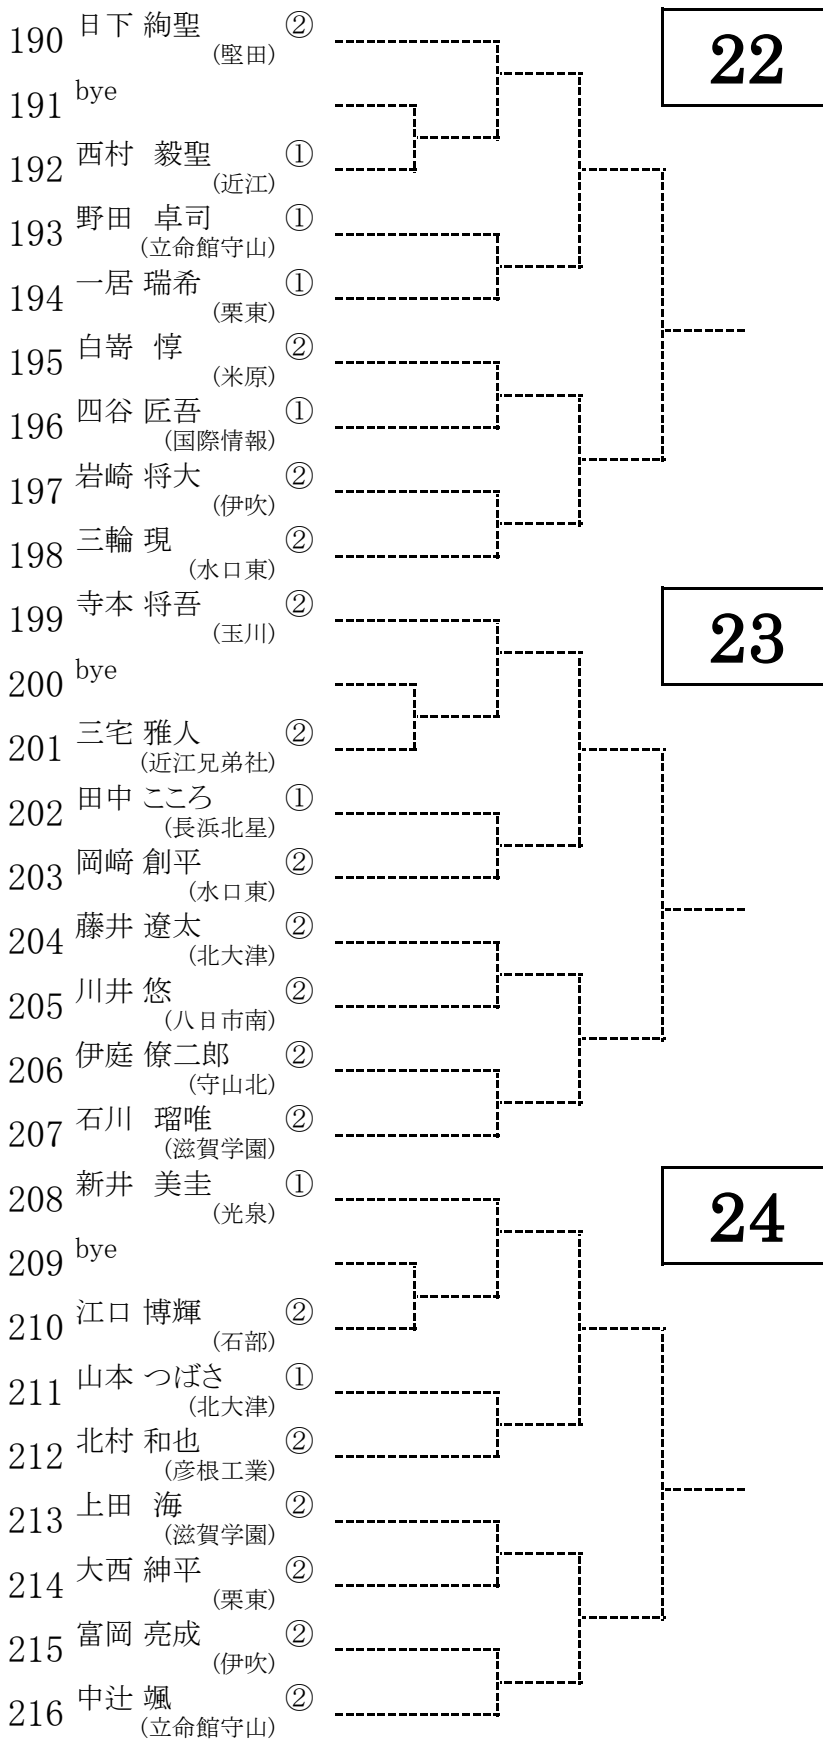 190 日下 絢聖 ②
(堅田)
22
191 bye
192 西村 毅聖 ①
(近江)
193 野田 卓司 ①
(立命館守山)
194 一居 瑞希 ①
(栗東)
195 白嵜 惇 ②
(米原)
196 四谷 匠吾 ①
(国際情報)
197 岩崎 将大 ②
(伊吹)
198 三輪 現 ②
(水口東)
199 寺本 将吾 ②
(玉川)
23
200 bye
201 三宅 雅人 ②
(近江兄弟社)
202 田中 こころ ①
(長浜北星)
203 岡﨑 創平 ②
(水口東)
204 藤井 遼太 ②
(北大津)
205 川井 悠 ②
(八日市南)
206 伊庭 僚二郎 ②
(守山北)
207 石川 瑠唯 ②
(滋賀学園)
208 新井 美圭 ①
(光泉)
24
209 bye
210 江口 博輝 ②
(石部)
211 山本 つばさ ①
(北大津)
212 北村 和也 ②
(彦根工業)
213 上田 海 ②
(滋賀学園)
214 大西 紳平 ②
(栗東)
215 富岡 亮成 ②
(伊吹)
216 中辻 颯 ②
(立命館守山)